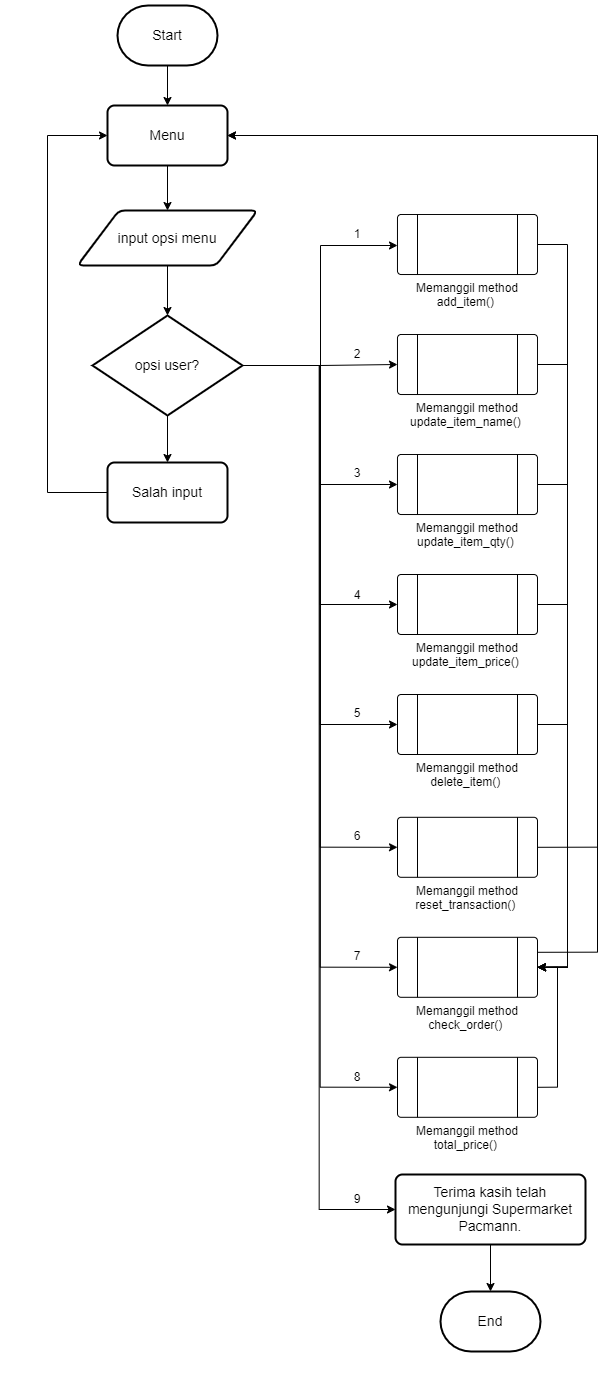 Start
Menu
input opsi menu
opsi user?
Salah input
1
Memanggil method
add_item()
2
Memanggil method
update_item_name()
3
Memanggil method
update_item_qty()
4
Memanggil method
update_item_price()
5
Memanggil method
delete_item()
6
Memanggil method
reset_transaction()
7
Memanggil method
check_order()
8
Memanggil method
total_price()
9
Terima kasih telah
mengunjungi Supermarket
Pacmann.
End